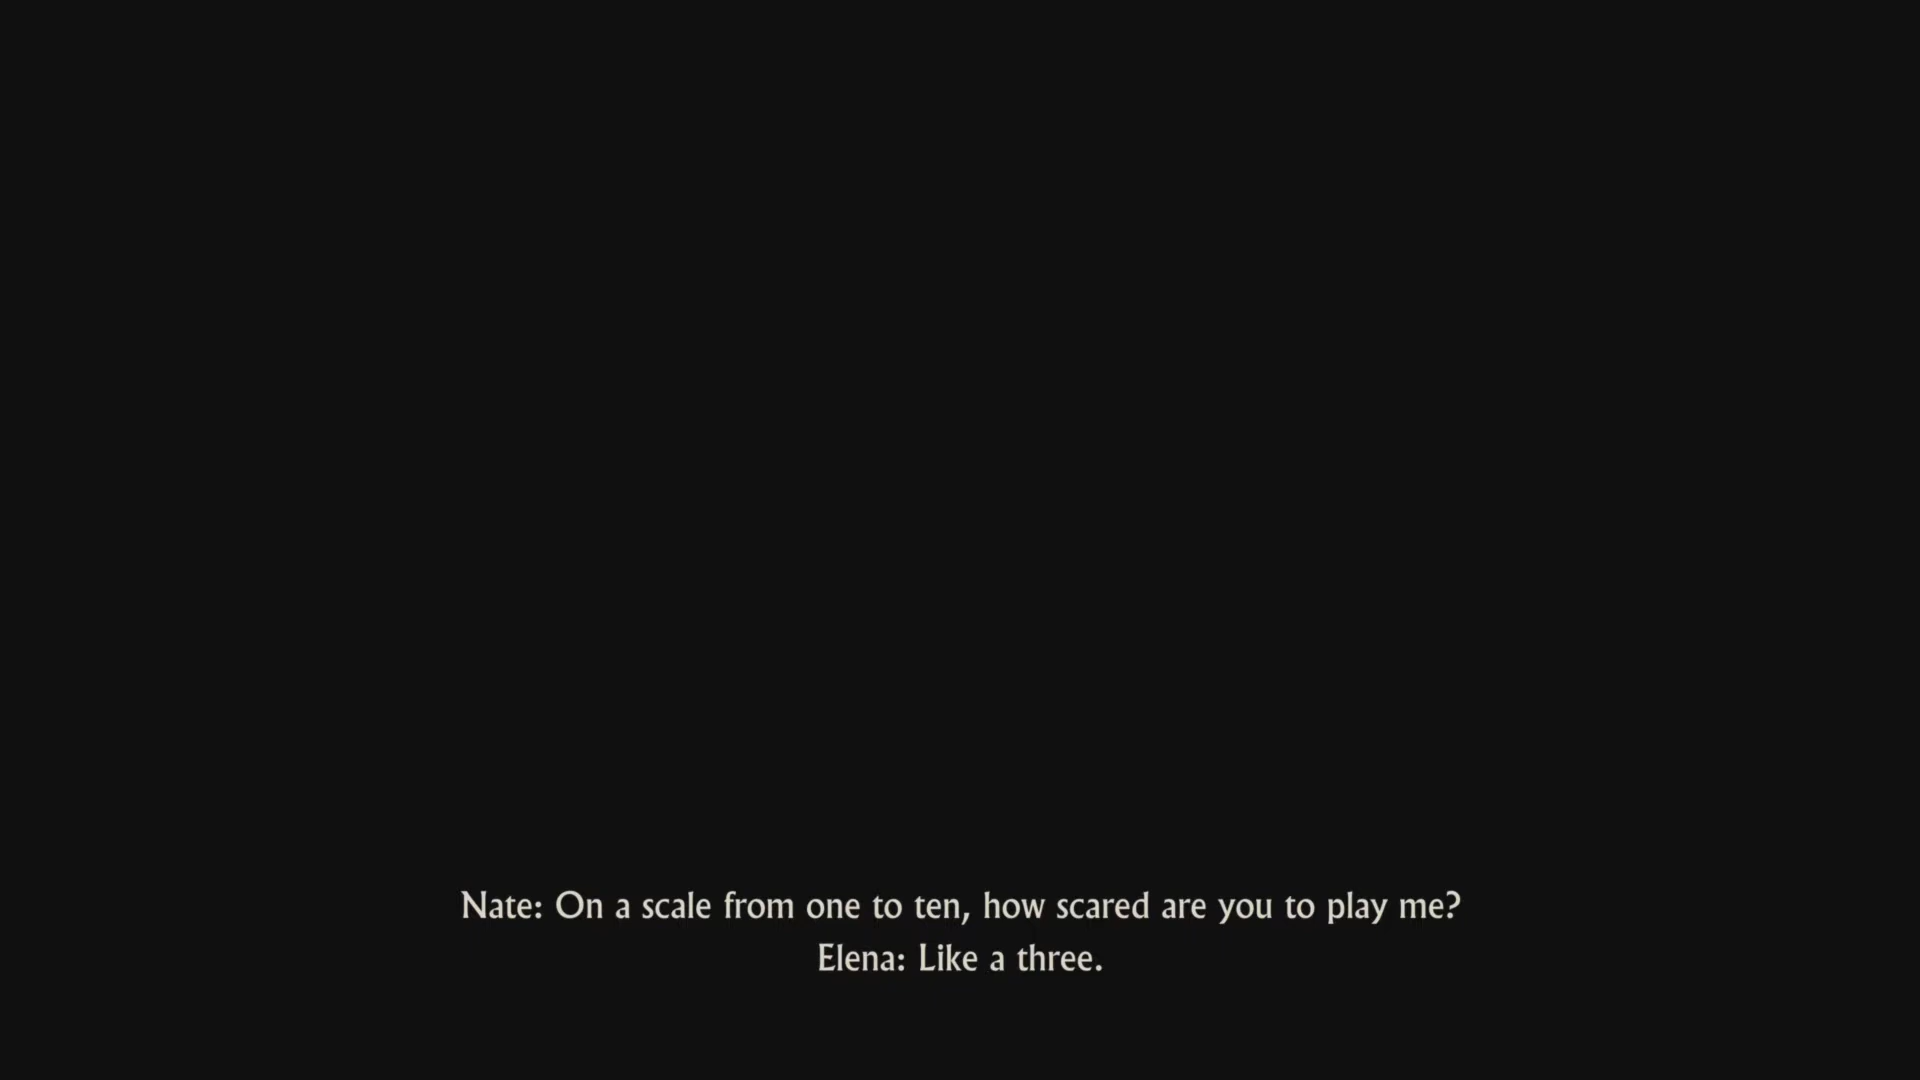 Nate: On a scale from one to ten, how scared are you to play me?
Elena: Like a three.